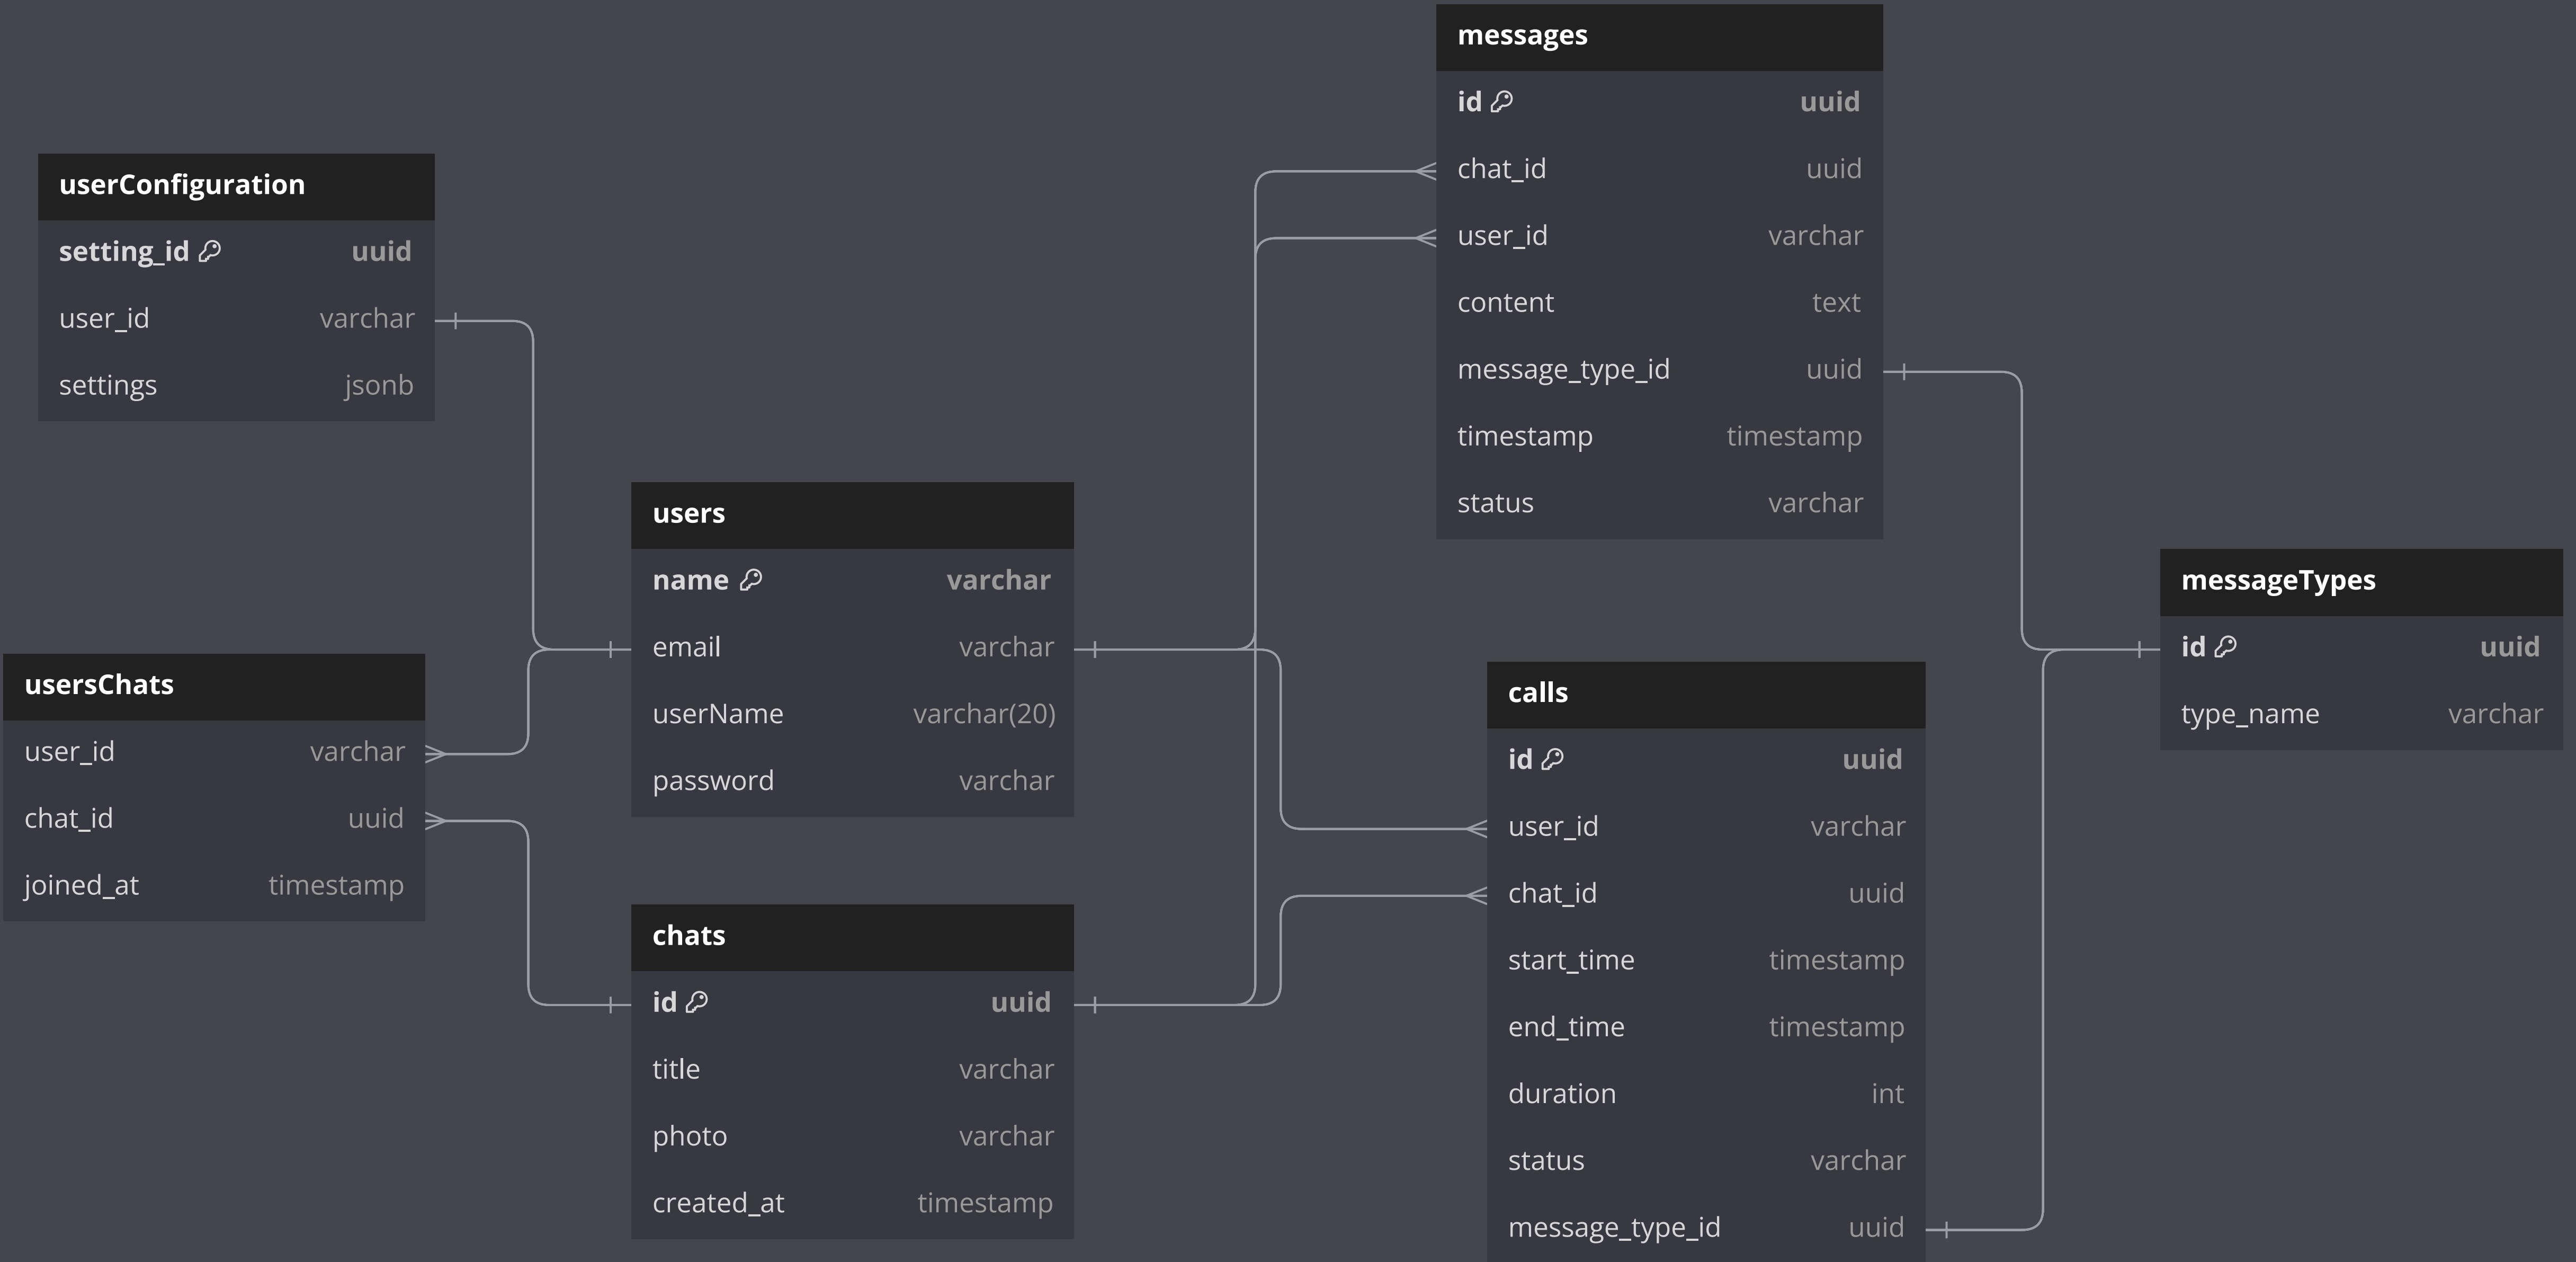 userConfiguration
setting_id uuid
user_id varchar
settings jsonb
usersChats
user_id varchar
chat_id uuid
joined_at timestamp
users
name varchar
email varchar
userName varchar(20)
password varchar
chats
id uuid
title varchar
photo varchar
created_at timestamp
messages
id uuid
chat_id uuid
user_id varchar
content text
message_type_id uuid
timestamp timestamp
status varchar
calls
id uuid
user_id varchar
chat_id uuid
start_time timestamp
end_time timestamp
duration int
status varchar
message_type_id uuid
messageTypes
id uuid
type_name varchar